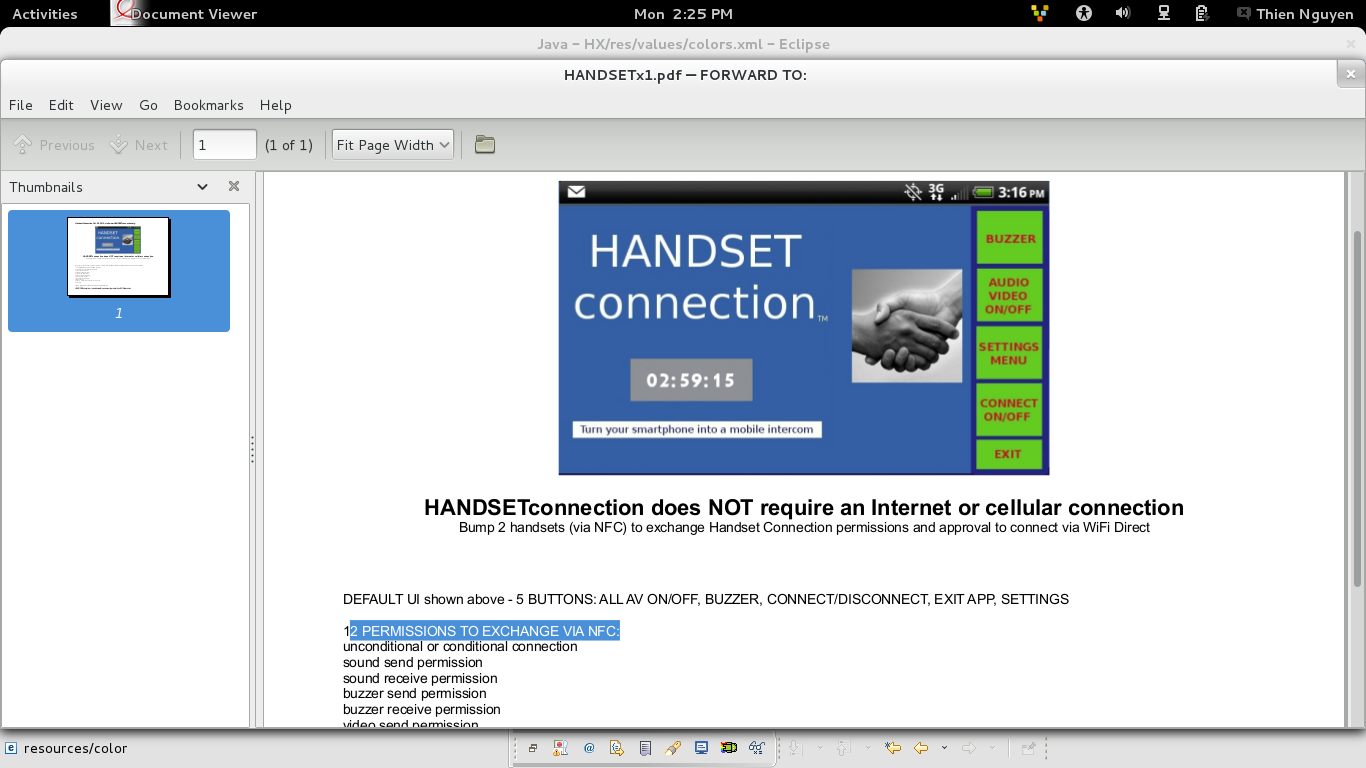 Activities
Document Viewer
Mon 2:25 PM
Thien Nguyen
Java – HX/res/values/colors.xml – Eclipse
HANDSETx1.pdf — FORWARD TO:
File Edit View Go Bookmarks Help
Previous Next 1 (1 of 1) Fit Page Width
Thumbnails
1
3G 3:16 PM
HANDSET
connection™
02:59:15
Turn your smartphone into a mobile intercom
BUZZER
AUDIO
VIDEO
ON/OFF
SETTINGS
MENU
CONNECT
ON/OFF
EXIT
HANDSETconnection does NOT require an Internet or cellular connection
Bump 2 handsets (via NFC) to exchange Handset Connection permissions and approval to connect via WiFi Direct
DEFAULT UI shown above - 5 BUTTONS: ALL AV ON/OFF, BUZZER, CONNECT/DISCONNECT, EXIT APP, SETTINGS
12 PERMISSIONS TO EXCHANGE VIA NFC:
unconditional or conditional connection
sound send permission
sound receive permission
buzzer send permission
buzzer receive permission
video send permission
resources/color